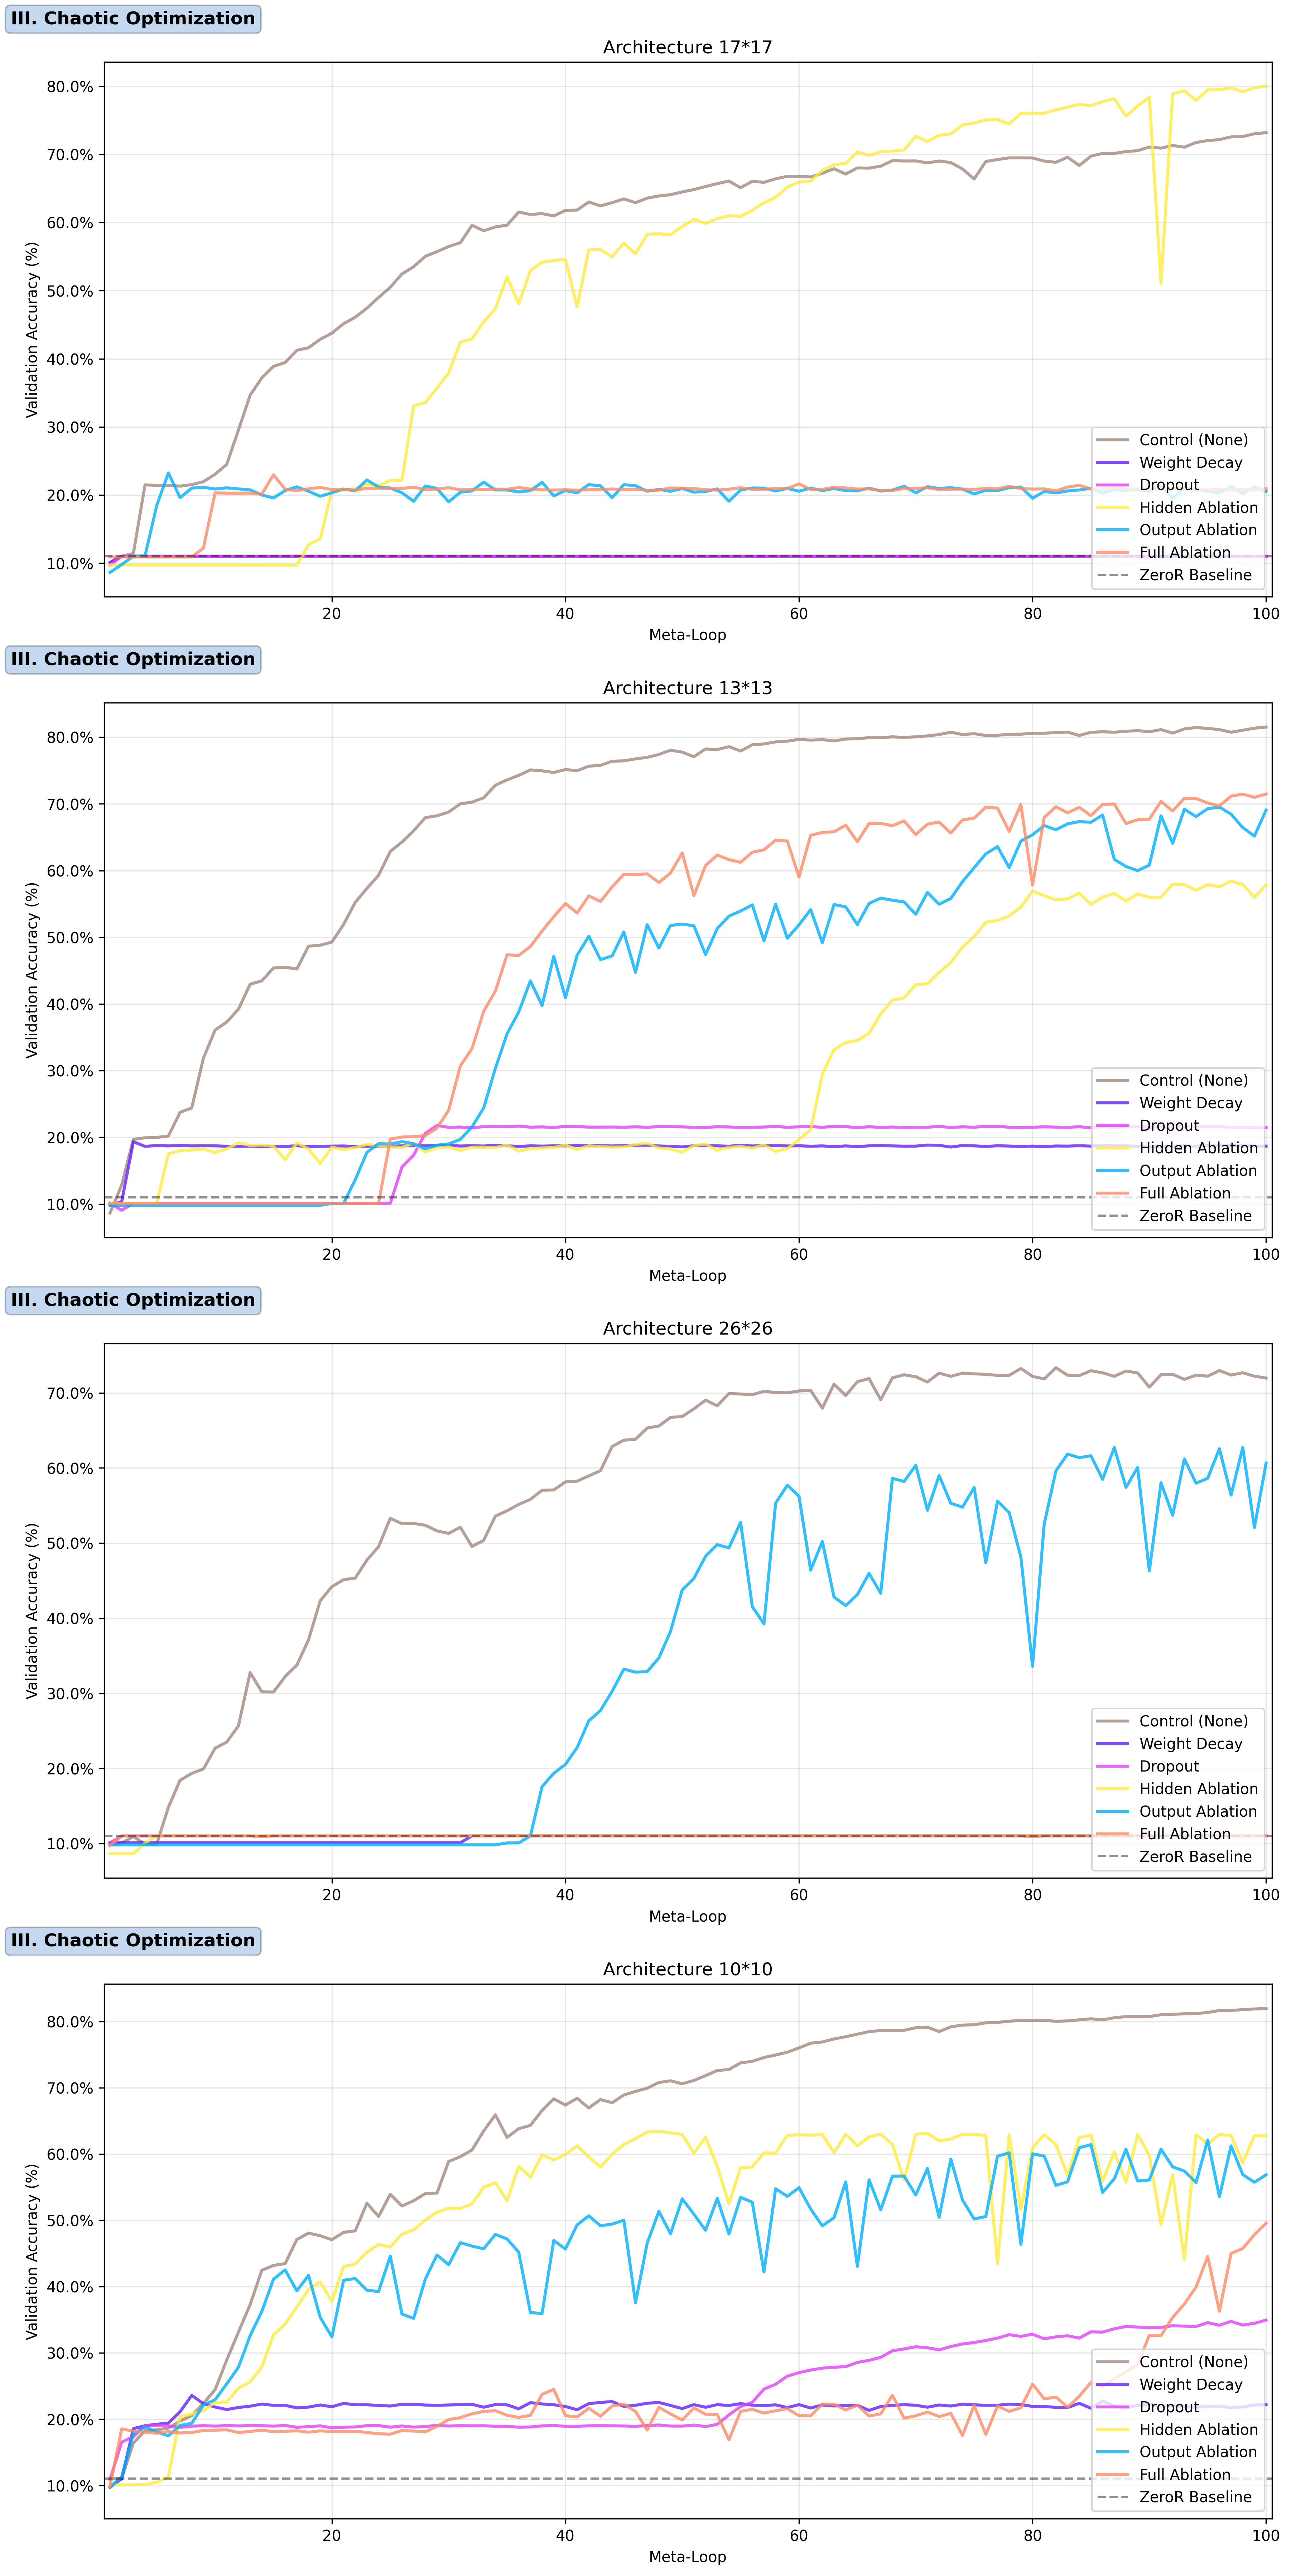 III. Chaotic Optimization
Architecture 17*17
Validation Accuracy (%)
80.0%
70.0%
60.0%
50.0%
40.0%
30.0%
20.0%
10.0%
Control (None)
Weight Decay
Dropout
Hidden Ablation
Output Ablation
Full Ablation
ZeroR Baseline
20 40 60 80 100
Meta-Loop
III. Chaotic Optimization
Architecture 13*13
Validation Accuracy (%)
80.0%
70.0%
60.0%
50.0%
40.0%
30.0%
20.0%
10.0%
Control (None)
Weight Decay
Dropout
Hidden Ablation
Output Ablation
Full Ablation
ZeroR Baseline
20 40 60 80 100
Meta-Loop
III. Chaotic Optimization
Architecture 26*26
Validation Accuracy (%)
70.0%
60.0%
50.0%
40.0%
30.0%
20.0%
10.0%
Control (None)
Weight Decay
Dropout
Hidden Ablation
Output Ablation
Full Ablation
ZeroR Baseline
20 40 60 80 100
Meta-Loop
III. Chaotic Optimization
Architecture 10*10
Validation Accuracy (%)
80.0%
70.0%
60.0%
50.0%
40.0%
30.0%
20.0%
10.0%
Control (None)
Weight Decay
Dropout
Hidden Ablation
Output Ablation
Full Ablation
ZeroR Baseline
20 40 60 80 100
Meta-Loop